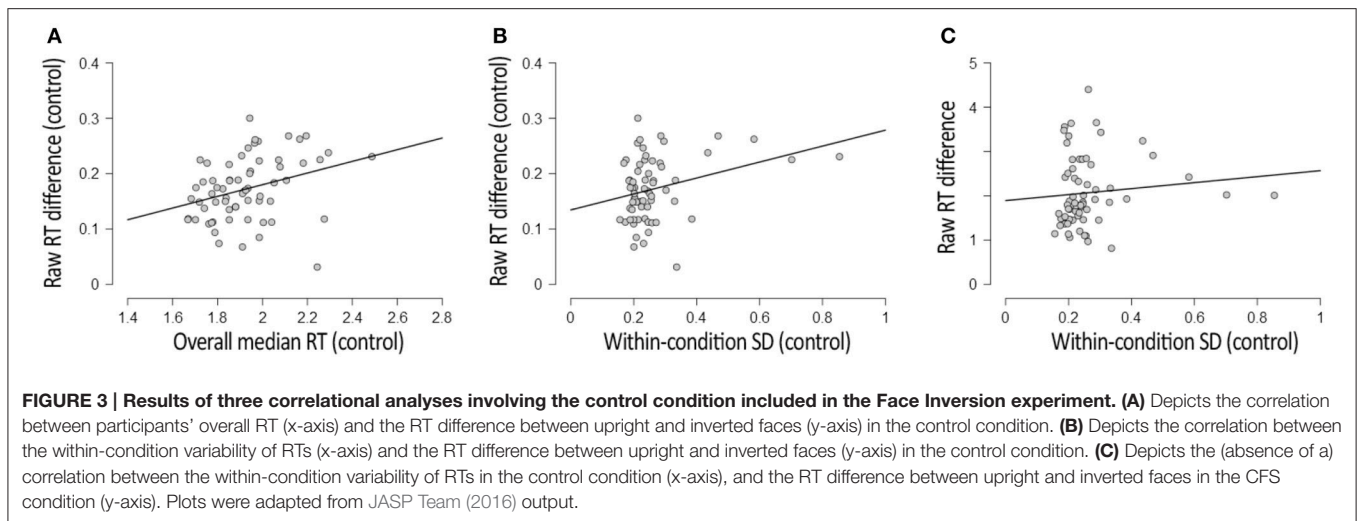 A
Raw RT difference (control)
0.4
0.3
0.2
0.1
0
1.4 1.6 1.8 2 2.2 2.4 2.6 2.8
Overall median RT (control)
B
Raw RT difference (control)
0.4
0.3
0.2
0.1
0
0 0.2 0.4 0.6 0.8 1
Within-condition SD (control)
C
Raw RT difference
5
4
2
1
0
0 0.2 0.4 0.6 0.8 1
Within-condition SD (control)
FIGURE 3 | Results of three correlational analyses involving the control condition included in the Face Inversion experiment. (A) Depicts the correlation
between participants' overall RT (x-axis) and the RT difference between upright and inverted faces (y-axis) in the control condition. (B) Depicts the correlation between
the within-condition variability of RTs (x-axis) and the RT difference between upright and inverted faces (y-axis) in the control condition. (C) Depicts the (absence of a)
correlation between the within-condition variability of RTs in the control condition (x-axis), and the RT difference between upright and inverted faces in the CFS
condition (y-axis). Plots were adapted from JASP Team (2016) output.